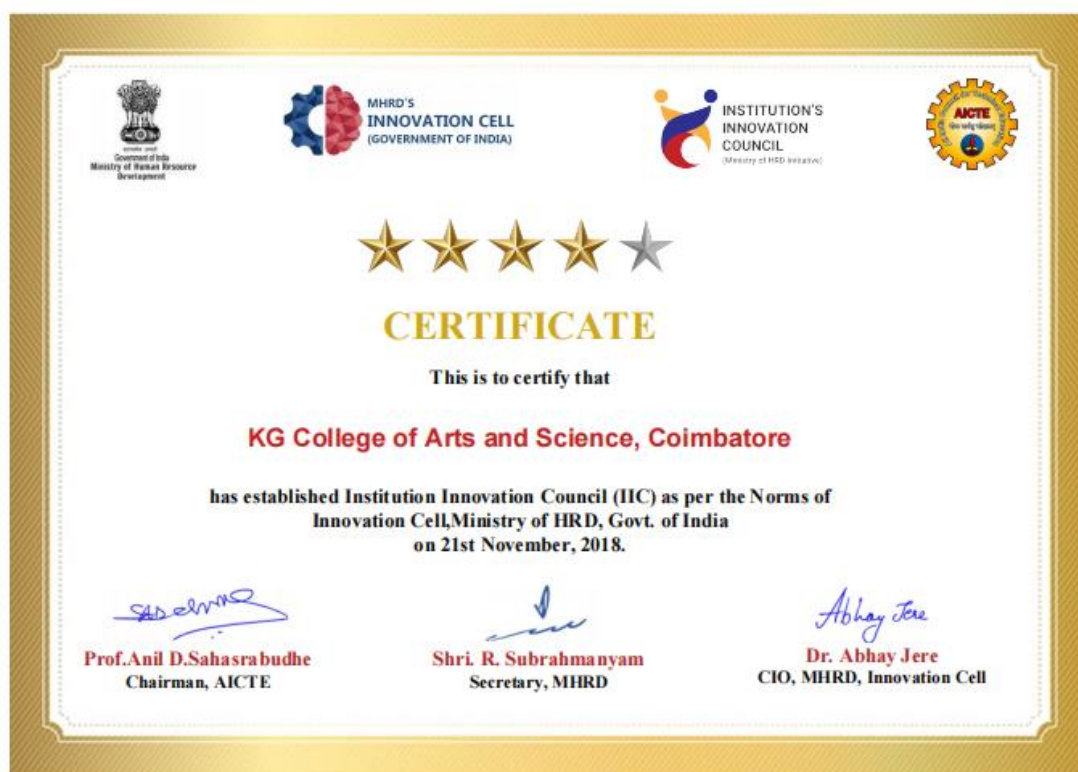 Government of India
Ministry of Human Resource
Development
MHRD'S
INNOVATION CELL
(GOVERNMENT OF INDIA)
INSTITUTION'S
INNOVATION
COUNCIL
(Ministry of HRD Initiative)
AICTE
CERTIFICATE
This is to certify that
KG College of Arts and Science, Coimbatore
has established Institution Innovation Council (IIC) as per the Norms of
Innovation Cell,Ministry of HRD, Govt. of India
on 21st November, 2018.
Abhay Jere
Prof.Anil D.Sahasrabudhe
Chairman, AICTE
Shri. R. Subrahmanyam
Secretary, MHRD
Dr. Abhay Jere
CIO, MHRD, Innovation Cell